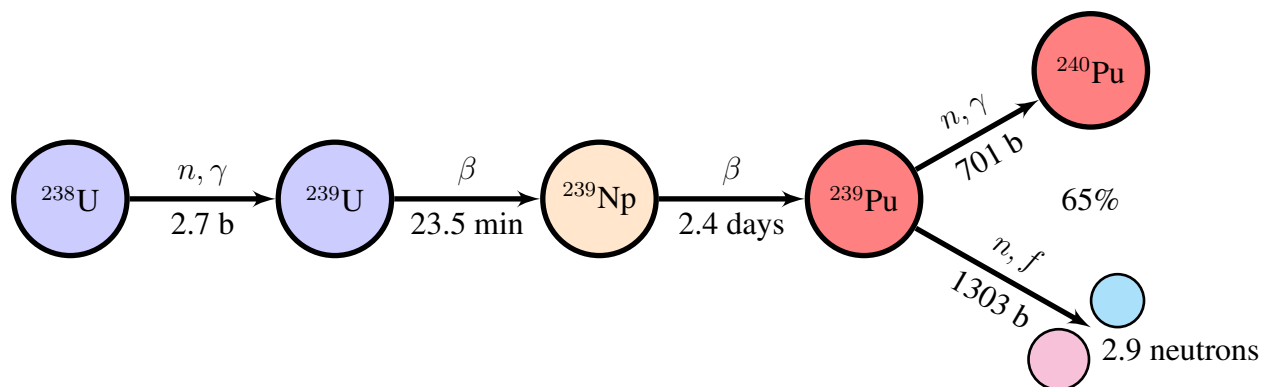 ²³⁸U
n, γ
2.7 b
²³⁹U
β
23.5 min
²³⁹Np
β
2.4 days
²³⁹Pu
n, γ
701 b
²⁴⁰Pu
65%
n, f
1303 b
2.9 neutrons